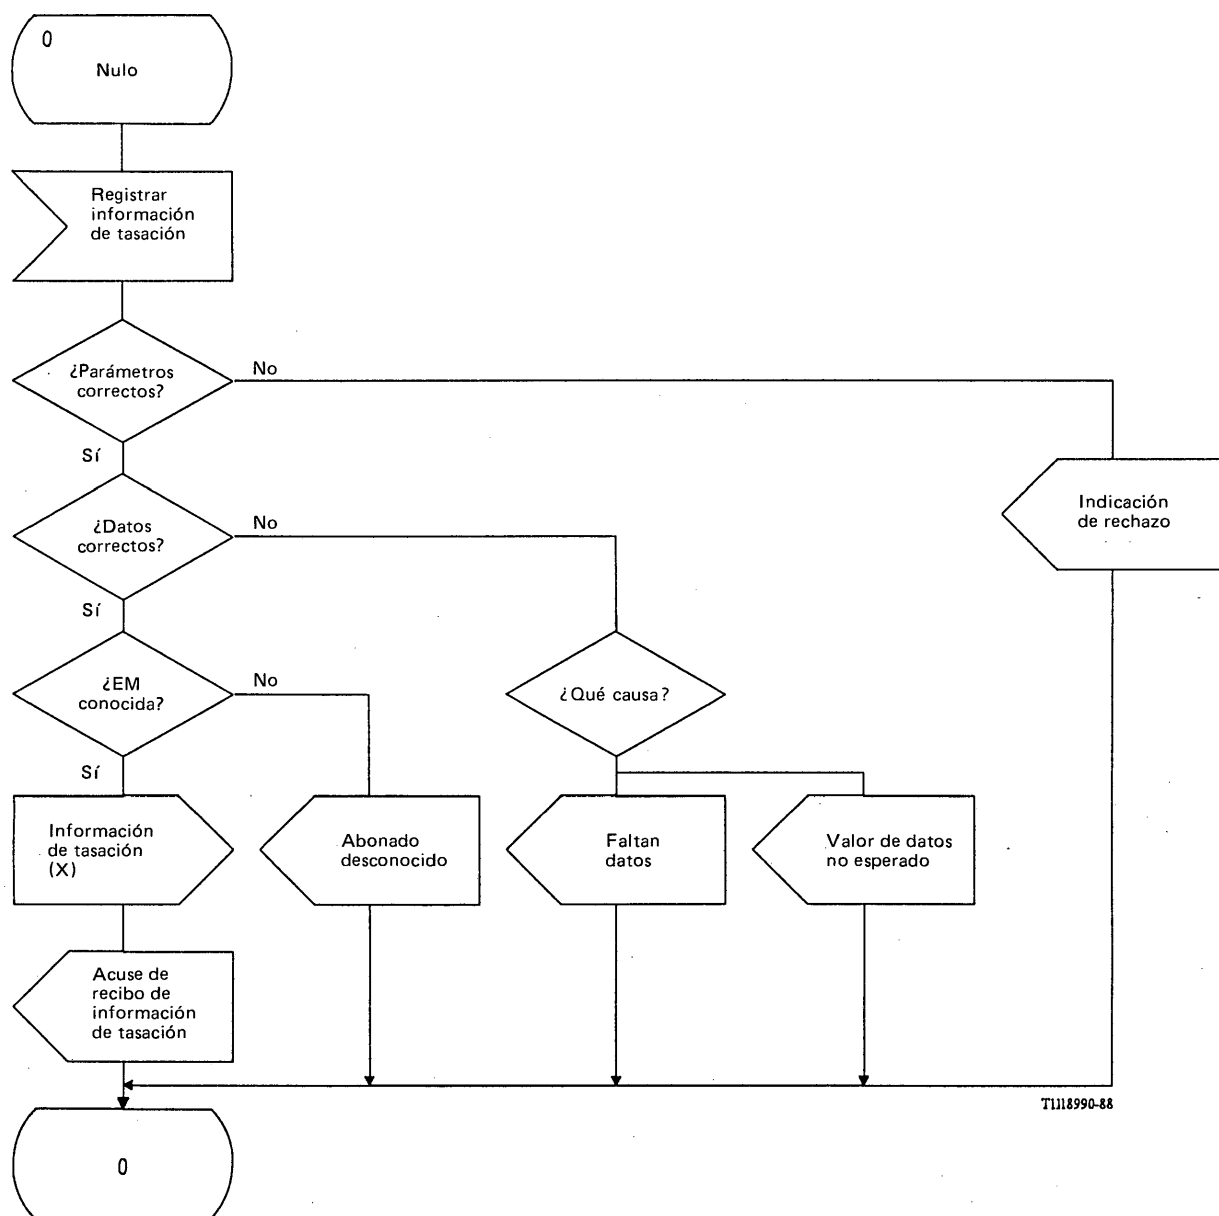 0
Nulo
Registrar
información
de tasación
¿Parámetros
correctos?
No
Sí
Indicación
de rechazo
¿Datos
correctos?
No
Sí
¿EM
conocida?
No
¿Qué causa?
Sí
Información
de tasación
(X)
Abonado
desconocido
Faltan
datos
Valor de datos
no esperado
Acuse de
recibo de
información
de tasación
T1118990-88
0